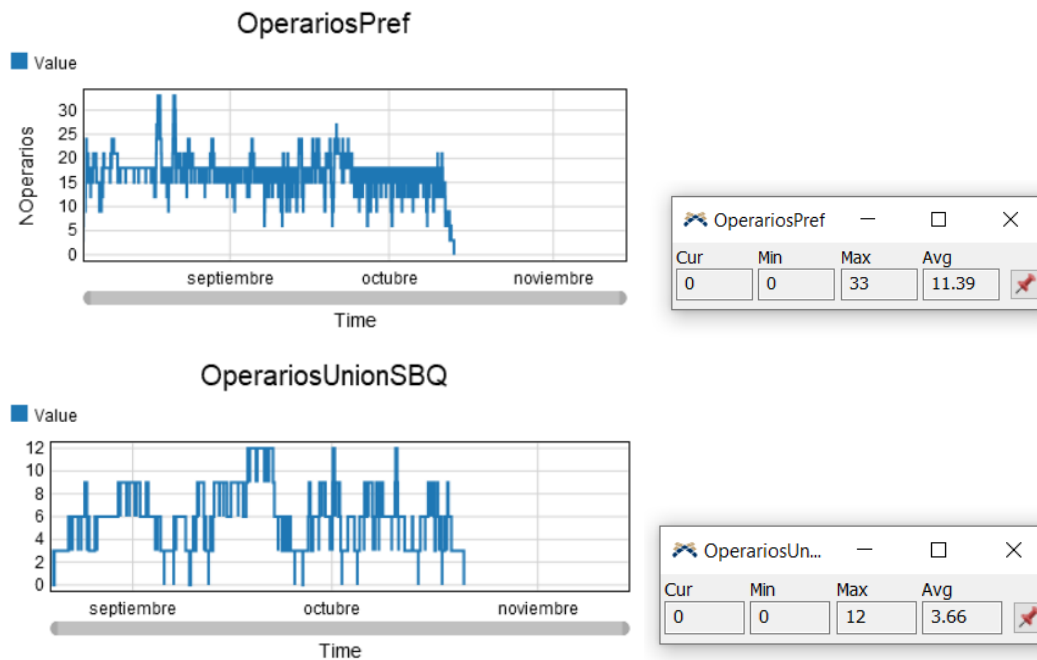 OperariosPref
Value
NOperarios
30
25
20
15
10
5
0
septiembre octubre noviembre
Time
OperariosPref
Cur Min Max Avg
0 0 33 11.39
OperariosUnionSBQ
Value
12
10
8
6
4
2
0
septiembre octubre noviembre
Time
OperariosUn...
Cur Min Max Avg
0 0 12 3.66